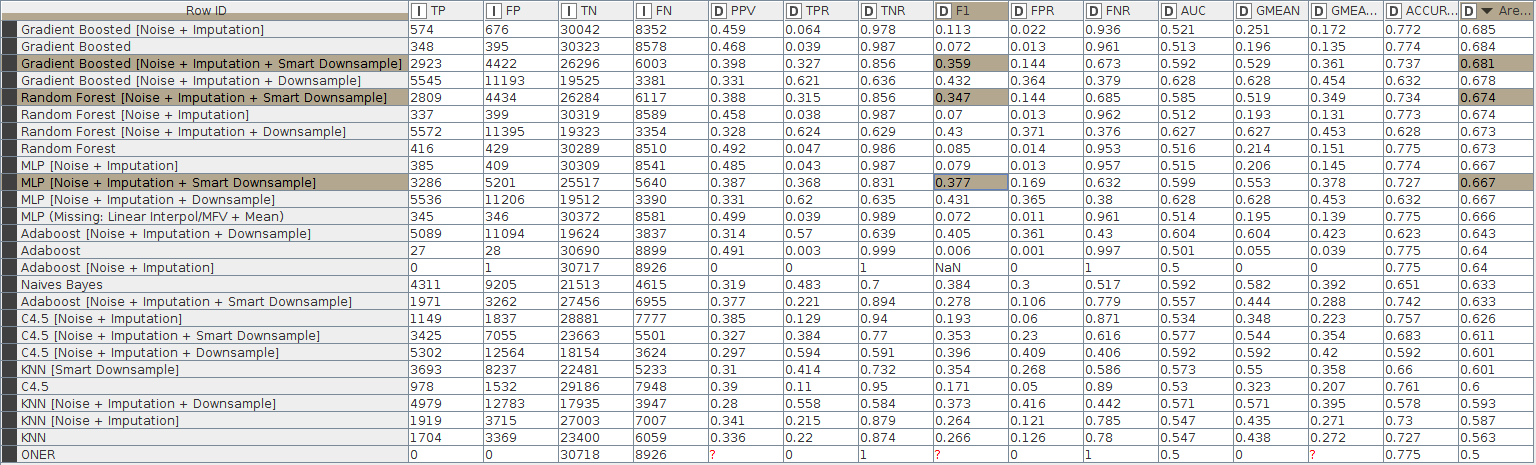 Row ID I TP I FP I TN I FN D PPV D TPR D TNR D F1 D FPR D FNR D AUC D GMEAN D GMEA... D ACCUR... D Are...
Gradient Boosted [Noise + Imputation] 574 676 30042 8352 0.459 0.064 0.978 0.113 0.022 0.936 0.521 0.251 0.172 0.772 0.685
Gradient Boosted 348 395 30323 8578 0.468 0.039 0.987 0.072 0.013 0.961 0.513 0.196 0.135 0.774 0.684
Gradient Boosted [Noise + Imputation + Smart Downsample] 2923 4422 26296 6003 0.398 0.327 0.856 0.359 0.144 0.673 0.592 0.529 0.361 0.737 0.681
Gradient Boosted [Noise + Imputation + Downsample] 5545 11193 19525 3381 0.331 0.621 0.636 0.432 0.364 0.379 0.628 0.628 0.454 0.632 0.678
Random Forest [Noise + Imputation + Smart Downsample] 2809 4434 26284 6117 0.388 0.315 0.856 0.347 0.144 0.685 0.585 0.519 0.349 0.734 0.674
Random Forest [Noise + Imputation] 337 399 30319 8589 0.458 0.038 0.987 0.07 0.013 0.962 0.512 0.193 0.131 0.773 0.674
Random Forest [Noise + Imputation + Downsample] 5572 11395 19323 3354 0.328 0.624 0.629 0.43 0.371 0.376 0.627 0.627 0.453 0.628 0.673
Random Forest 416 429 30289 8510 0.492 0.047 0.986 0.085 0.014 0.953 0.516 0.214 0.151 0.775 0.673
MLP [Noise + Imputation] 385 409 30309 8541 0.485 0.043 0.987 0.079 0.013 0.957 0.515 0.206 0.145 0.774 0.667
MLP [Noise + Imputation + Smart Downsample] 3286 5201 25517 5640 0.387 0.368 0.831 0.377 0.169 0.632 0.599 0.553 0.378 0.727 0.667
MLP [Noise + Imputation + Downsample] 5536 11206 19512 3390 0.331 0.62 0.635 0.431 0.365 0.38 0.628 0.628 0.453 0.632 0.667
MLP (Missing: Linear Interpol/MFV + Mean) 345 346 30372 8581 0.499 0.039 0.989 0.072 0.011 0.961 0.514 0.195 0.139 0.775 0.666
Adaboost [Noise + Imputation + Downsample] 5089 11094 19624 3837 0.314 0.57 0.639 0.405 0.361 0.43 0.604 0.604 0.423 0.623 0.643
Adaboost 27 28 30690 8899 0.491 0.003 0.999 0.006 0.001 0.997 0.501 0.055 0.039 0.775 0.64
Adaboost [Noise + Imputation] 0 1 30717 8926 0 0 1 NaN 0 1 0.5 0 0 0.775 0.64
Naives Bayes 4311 9205 21513 4615 0.319 0.483 0.7 0.384 0.3 0.517 0.592 0.582 0.392 0.651 0.633
Adaboost [Noise + Imputation + Smart Downsample] 1971 3262 27456 6955 0.377 0.221 0.894 0.278 0.106 0.779 0.557 0.444 0.288 0.742 0.633
C4.5 [Noise + Imputation] 1149 1837 28881 7777 0.385 0.129 0.94 0.193 0.06 0.871 0.534 0.348 0.223 0.757 0.626
C4.5 [Noise + Imputation + Smart Downsample] 3425 7055 23663 5501 0.327 0.384 0.77 0.353 0.23 0.616 0.577 0.544 0.354 0.683 0.611
C4.5 [Noise + Imputation + Downsample] 5302 12564 18154 3624 0.297 0.594 0.591 0.396 0.409 0.406 0.592 0.592 0.42 0.592 0.601
KNN [Smart Downsample] 3693 8237 22481 5233 0.31 0.414 0.732 0.354 0.268 0.586 0.573 0.55 0.358 0.66 0.601
C4.5 978 1532 29186 7948 0.39 0.11 0.95 0.171 0.05 0.89 0.53 0.323 0.207 0.761 0.6
KNN [Noise + Imputation + Downsample] 4979 12783 17935 3947 0.28 0.558 0.584 0.373 0.416 0.442 0.571 0.571 0.395 0.578 0.593
KNN [Noise + Imputation] 1919 3715 27003 7007 0.341 0.215 0.879 0.264 0.121 0.785 0.547 0.435 0.271 0.73 0.587
KNN 1704 3369 23400 6059 0.336 0.22 0.874 0.266 0.126 0.78 0.547 0.438 0.272 0.727 0.563
ONER 0 0 30718 8926 ? 0 1 ? 0 1 0.5 0 ? 0.775 0.5